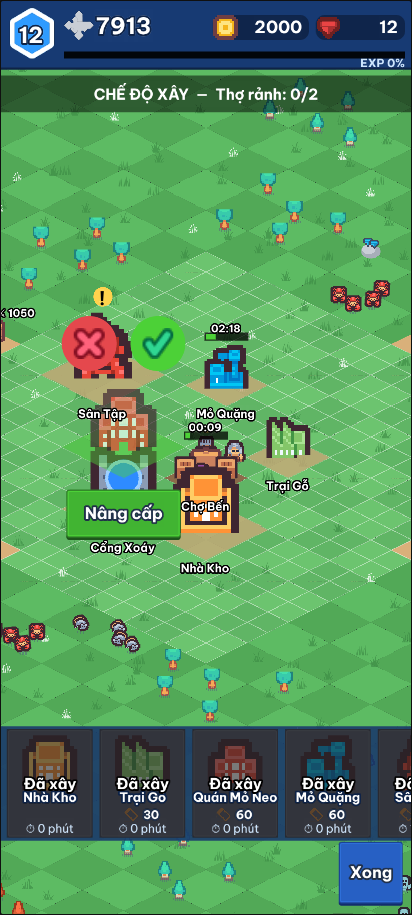 12
7913
2000
12
EXP 0%
CHẾ ĐỘ XÂY — Thợ rảnh: 0/2
1050
!
02:18
Sân Tập
Mỏ Quặng
00:09
Trại Gỗ
Nâng cấp
Chợ Bến
Cổng Xoáy
Nhà Kho
Đã xây
Nhà Kho
0 phút
Đã xây
Trại Go
30
0 phút
Đã xây
Quán Mỏ Neo
60
0 phút
Đã xây
Mỏ Quặng
60
0 phút
Xong